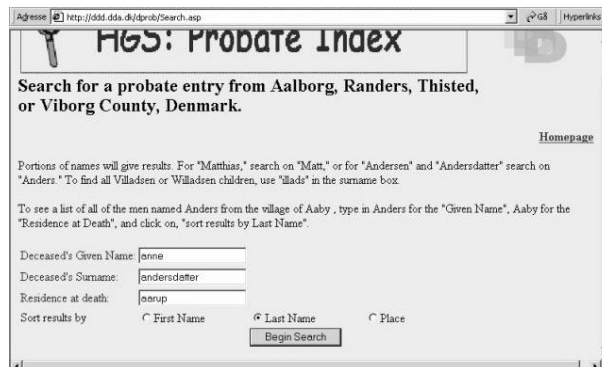 Adresse http://ddd.dda.dk/dprob/Search.asp Gå Hyperlinks
HGS: Probate Index
Search for a probate entry from Aalborg, Randers, Thisted,
or Viborg County, Denmark.
Homepage
Portions of names will give results. For "Matthias," search on "Matt," or for "Andersen" and "Andersdatter" search on
"Anders." To find all Villadsen or Willadsen children, use "illads" in the surname box.
To see a list of all of the men named Anders from the village of Aaby , type in Anders for the "Given Name", Aaby for the
"Residence at Death", and click on, "sort results by Last Name".
Deceased's Given Name: anne
Deceased's Surname: andersdatter
Residence at death: aarup
Sort results by First Name Last Name Place
Begin Search